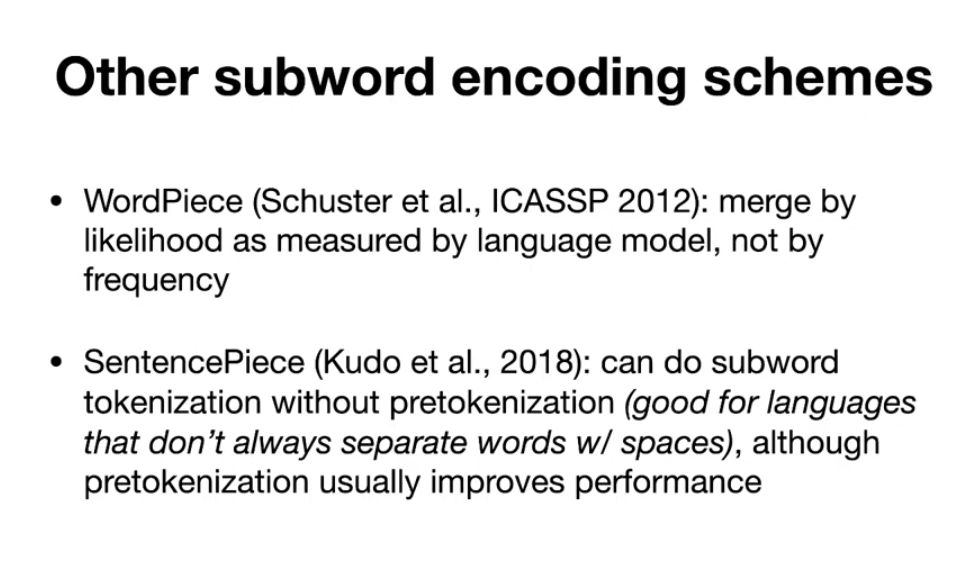 Other subword encoding schemes
• WordPiece (Schuster et al., ICASSP 2012): merge by
likelihood as measured by language model, not by
frequency
• SentencePiece (Kudo et al., 2018): can do subword
tokenization without pretokenization (good for languages
that don’t always separate words w/ spaces), although
pretokenization usually improves performance